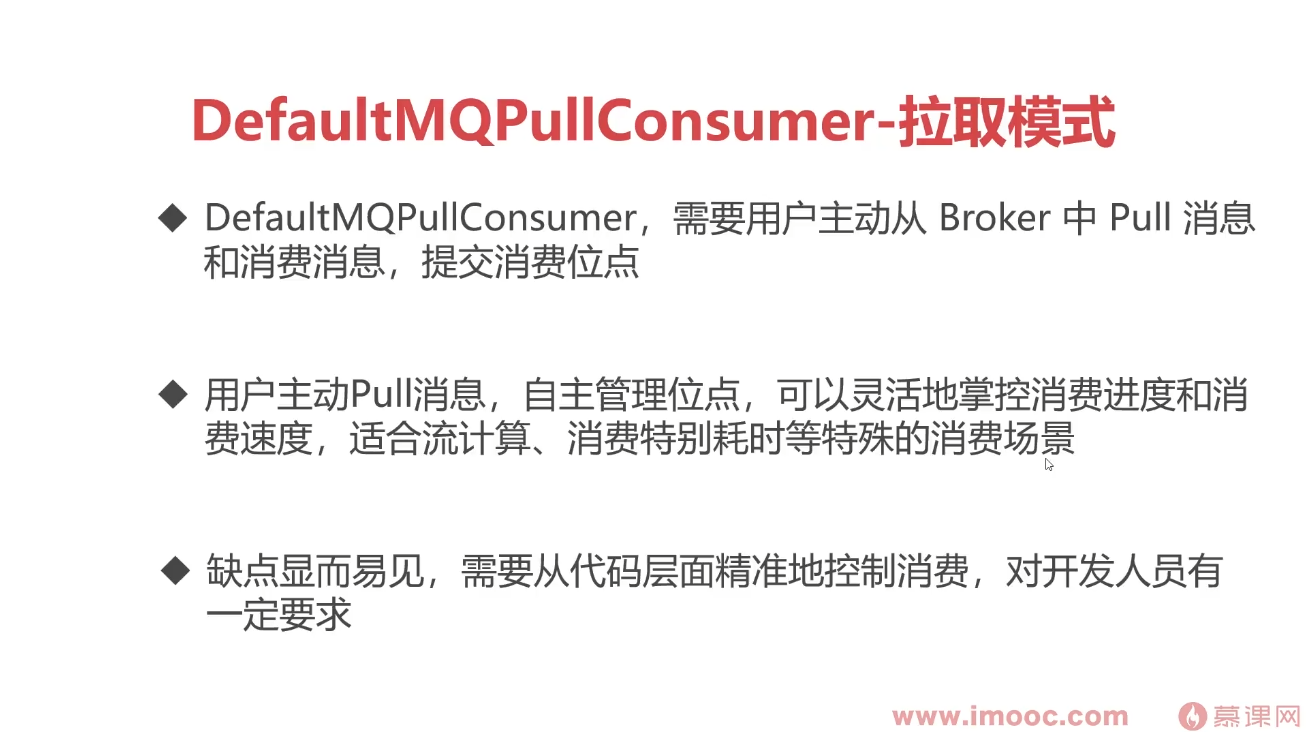 DefaultMQPullConsumer-拉取模式
◆ DefaultMQPullConsumer，需要用户主动从 Broker 中 Pull 消息
和消费消息，提交消费位点
◆ 用户主动Pull消息，自主管理位点，可以灵活地掌控消费进度和消
费速度，适合流计算、消费特别耗时等特殊的消费场景
◆ 缺点显而易见，需要从代码层面精准地控制消费，对开发人员有
一定要求
www.imooc.com 慕课网